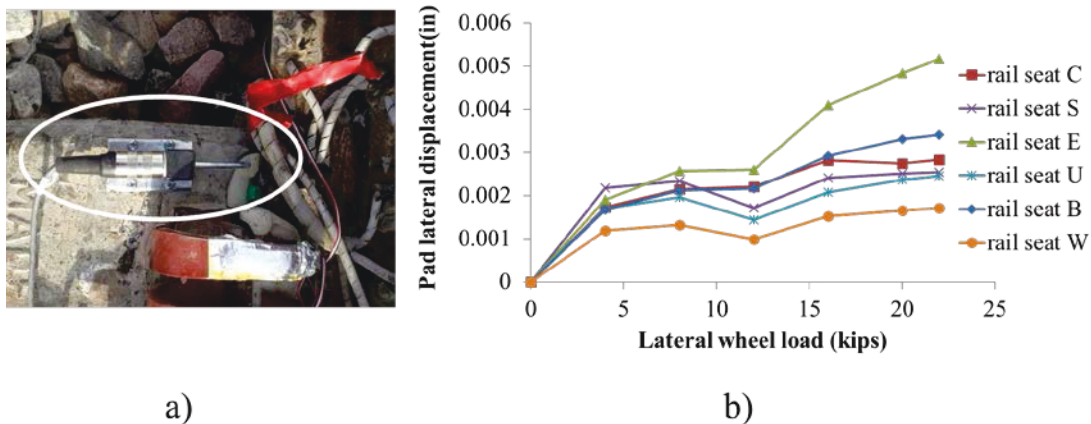 Pad lateral displacement(in)
0.006
0.005
0.004
0.003
0.002
0.001
0
0 5 10 15 20 25
Lateral wheel load (kips)
rail seat C
rail seat S
rail seat E
rail seat U
rail seat B
rail seat W
a) b)